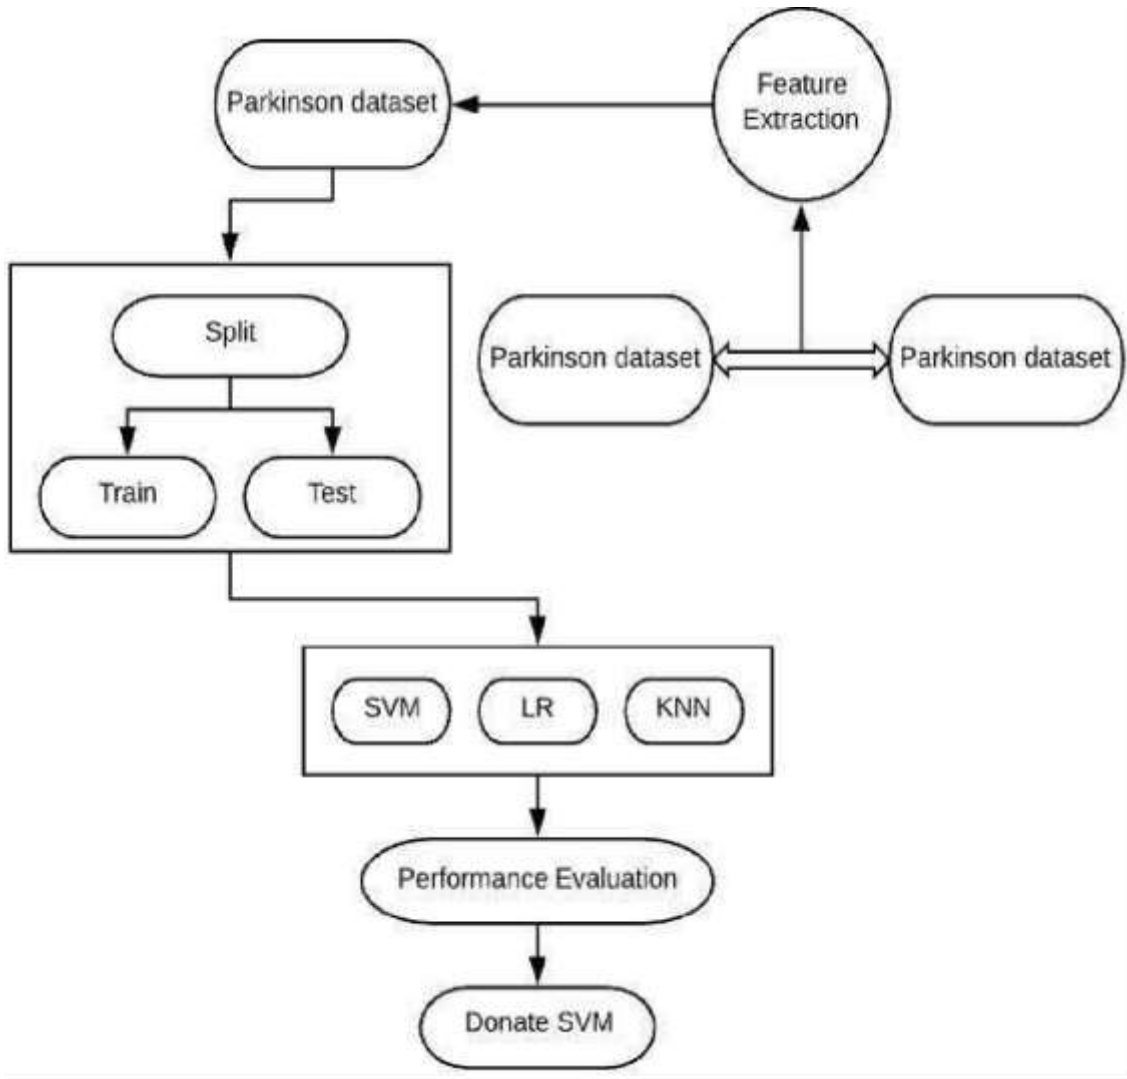 Parkinson dataset
Feature
Extraction
Split
Parkinson dataset
Parkinson dataset
Train
Test
SVM
LR
KNN
Performance Evaluation
Donate SVM